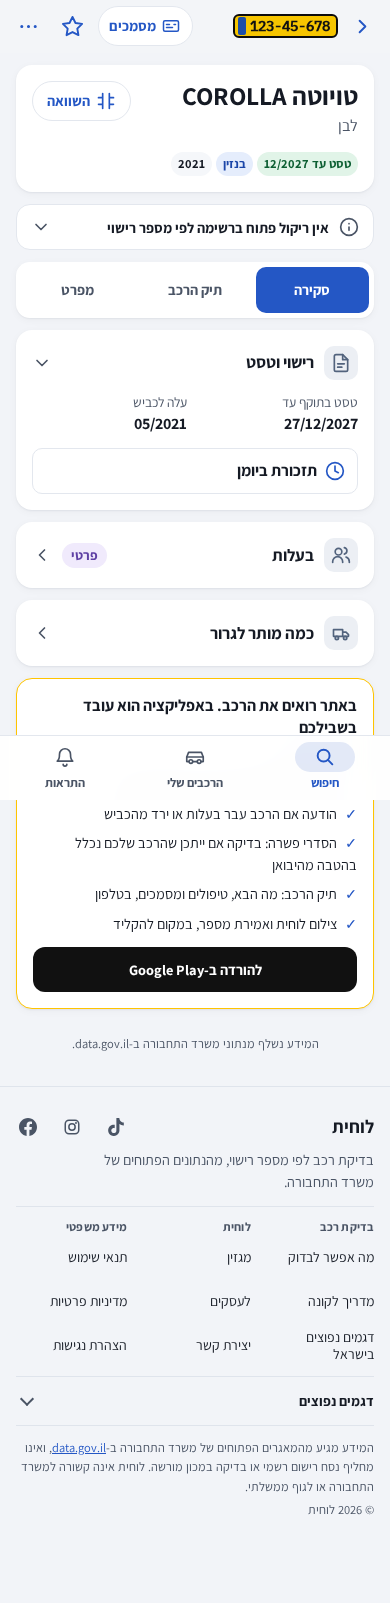 123-45-678
מסמכים
טויוטה COROLLA
השוואה
לבן
טסט עד 12/2027
בנזין
2021
אין ריקול פתוח ברשימה לפי מספר רישוי
סקירה
תיק הרכב
מפרט
רישוי וטסט
טסט בתוקף עד
עלה לכביש
27/12/2027
05/2021
תזכורת ביומן
בעלות
פרטי
כמה מותר לגרור
באתר רואים את הרכב. באפליקציה הוא עובד
בשבילכם
חיפוש
הרכבים שלי
התראות
✓ הודעה אם הרכב עבר בעלות או ירד מהכביש
✓ הסדרי פשרה: בדיקה אם ייתכן שהרכב שלכם נכלל
בהטבה מהיבואן
✓ תיק הרכב: מה הבא, טיפולים ומסמכים, בטלפון
✓ צילום לוחית ואמירת מספר, במקום להקליד
להורדה ב-Google Play
המידע נשלף מנתוני משרד התחבורה ב-data.gov.il.
לוחית
בדיקת רכב לפי מספר רישוי, מהנתונים הפתוחים של
משרד התחבורה.
בדיקת רכב
לוחית
מידע משפטי
מה אפשר לבדוק
מגזין
תנאי שימוש
מדריך לקונה
לעסקים
מדיניות פרטיות
דגמים נפוצים
בישראל
יצירת קשר
הצהרת נגישות
דגמים נפוצים
המידע מגיע מהמאגרים הפתוחים של משרד התחבורה ב-data.gov.il, ואינו
מחליף נסח רישום רשמי או בדיקה במכון מורשה. לוחית אינה קשורה למשרד
התחבורה או לגוף ממשלתי.
© 2026 לוחית